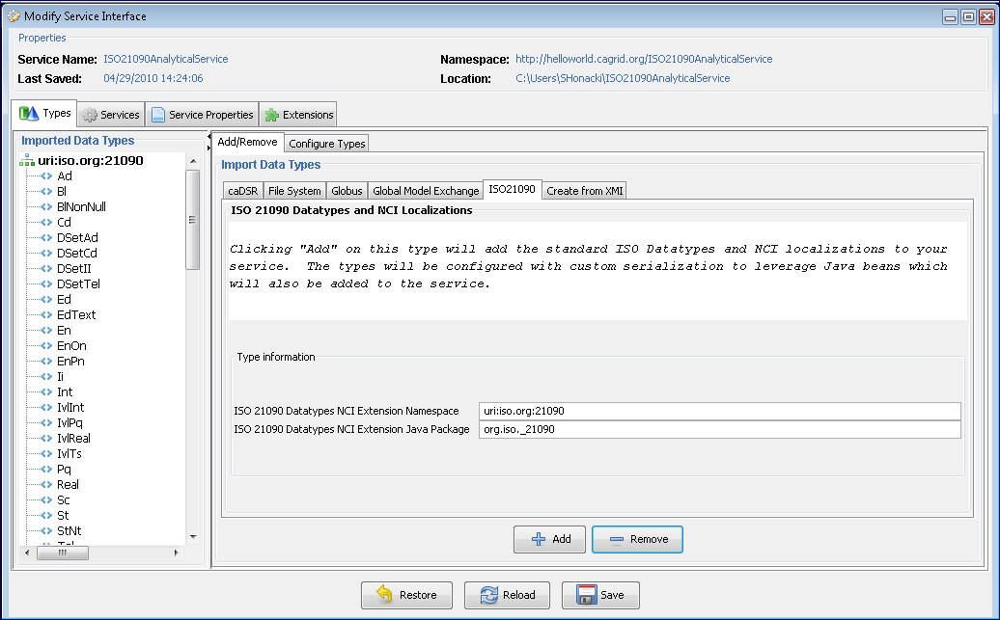 Modify Service Interface
Properties
Service Name: ISO21090AnalyticalService
Namespace: http://helloworld.cagrid.org/ISO21090AnalyticalService
Last Saved: 04/29/2010 14:24:06
Location: C:\Users\SHonacki\ISO21090AnalyticalService
Types Services Service Properties Extensions
Imported Data Types
uri:iso.org:21090
Ad
Bl
BlNonNull
Cd
DSetAd
DSetCd
DSetII
DSetTel
Ed
EdText
En
EnOn
EnPn
Ii
Int
IvlInt
IvlPq
IvlReal
IvlTs
Pq
Real
Sc
St
StNt
Add/Remove Configure Types
Import Data Types
caDSR File System Globus Global Model Exchange ISO21090 Create from XMI
ISO 21090 Datatypes and NCI Localizations
Clicking "Add" on this type will add the standard ISO Datatypes and NCI localizations to your
service. The types will be configured with custom serialization to leverage Java beans which
will also be added to the service.
Type information
ISO 21090 Datatypes NCI Extension Namespace uri:iso.org:21090
ISO 21090 Datatypes NCI Extension Java Package org.iso._21090
Add Remove
Restore Reload Save